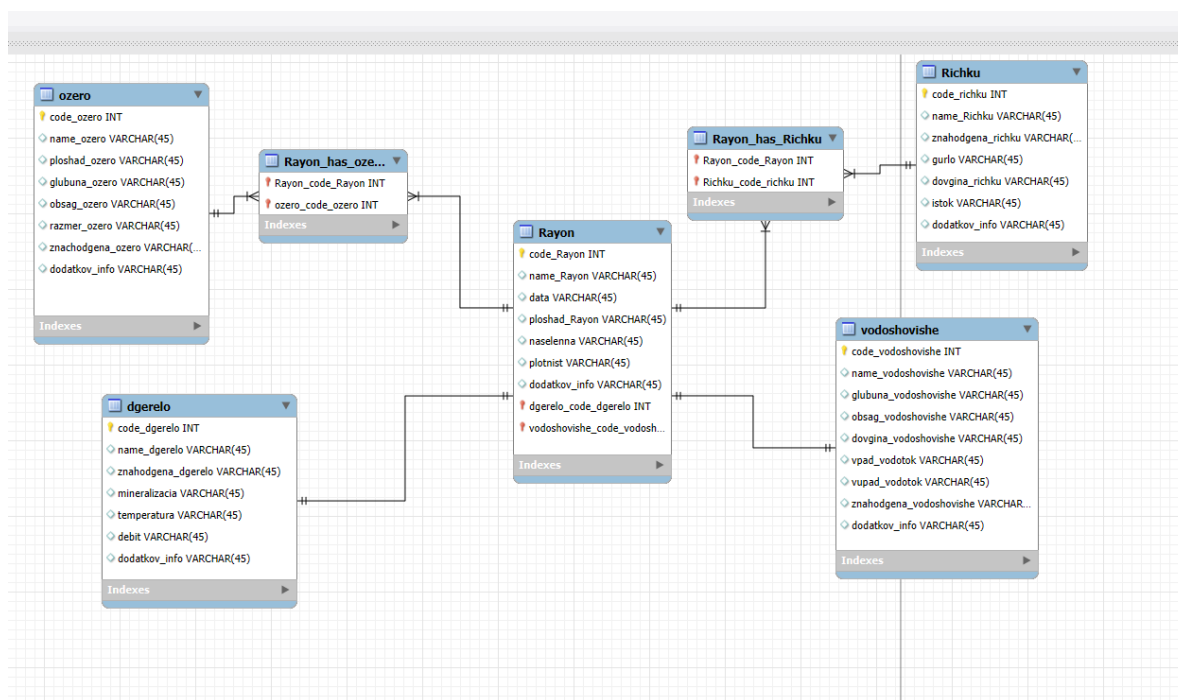 ozero
code_ozero INT
name_ozero VARCHAR(45)
ploshad_ozero VARCHAR(45)
glubuna_ozero VARCHAR(45)
obsag_ozero VARCHAR(45)
razmer_ozero VARCHAR(45)
znachodgena_ozero VARCHAR(...
dodatkov_info VARCHAR(45)
Indexes
Rayon_has_oze...
Rayon_code_Rayon INT
ozero_code_ozero INT
Indexes
Rayon_has_Richku
Rayon_code_Rayon INT
Richku_code_richku INT
Indexes
Richku
code_richku INT
name_Richku VARCHAR(45)
znahodgena_richku VARCHAR(...
gurlo VARCHAR(45)
dovgina_richku VARCHAR(45)
istok VARCHAR(45)
dodatkov_info VARCHAR(45)
Indexes
Rayon
code_Rayon INT
name_Rayon VARCHAR(45)
data VARCHAR(45)
ploshad_Rayon VARCHAR(45)
naselenna VARCHAR(45)
plotnist VARCHAR(45)
dodatkov_info VARCHAR(45)
dgerelo_code_dgerelo INT
vodoshovishe_code_vodosh...
Indexes
dgerelo
code_dgerelo INT
name_dgerelo VARCHAR(45)
znahodgena_dgerelo VARCHAR(45)
mineralizacia VARCHAR(45)
temperatura VARCHAR(45)
debit VARCHAR(45)
dodatkov_info VARCHAR(45)
Indexes
vodoshovishe
code_vodoshovishe INT
name_vodoshovishe VARCHAR(45)
glubuna_vodoshovishe VARCHAR(45)
obsag_vodoshovishe VARCHAR(45)
dovgina_vodoshovishe VARCHAR(45)
vpad_vodotok VARCHAR(45)
vupad_vodotok VARCHAR(45)
znahodgena_vodoshovishe VARCHAR...
dodatkov_info VARCHAR(45)
Indexes